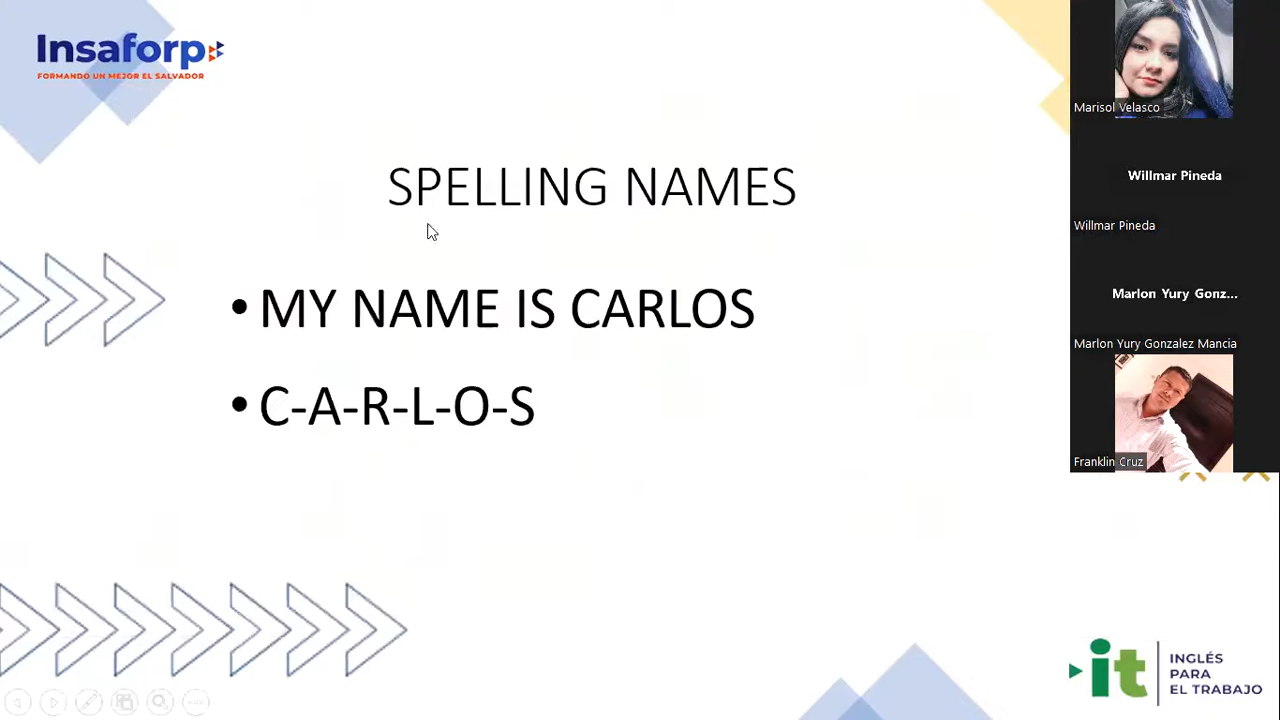 Insaforp
FORMANDO UN MEJOR EL SALVADOR
SPELLING NAMES
• MY NAME IS CARLOS
• C-A-R-L-O-S
Marisol Velasco
Willmar Pineda
Willmar Pineda
Marlon Yury Gonz...
Marlon Yury Gonzalez Mancia
Franklin Cruz
it
INGLÉS
PARA
EL TRABAJO